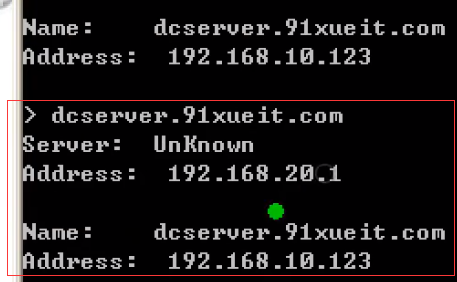 Name:    dcserver.91xueit.com
Address:  192.168.10.123
> dcserver.91xueit.com
Server:  UnKnown
Address:  192.168.20.1
Name:    dcserver.91xueit.com
Address:  192.168.10.123